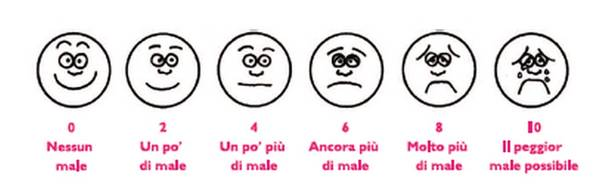 0 2 4 6 8 10
Nessun Un po' Un po' più Ancora più Molto più Il peggior
male di male di male di male di male male possibile